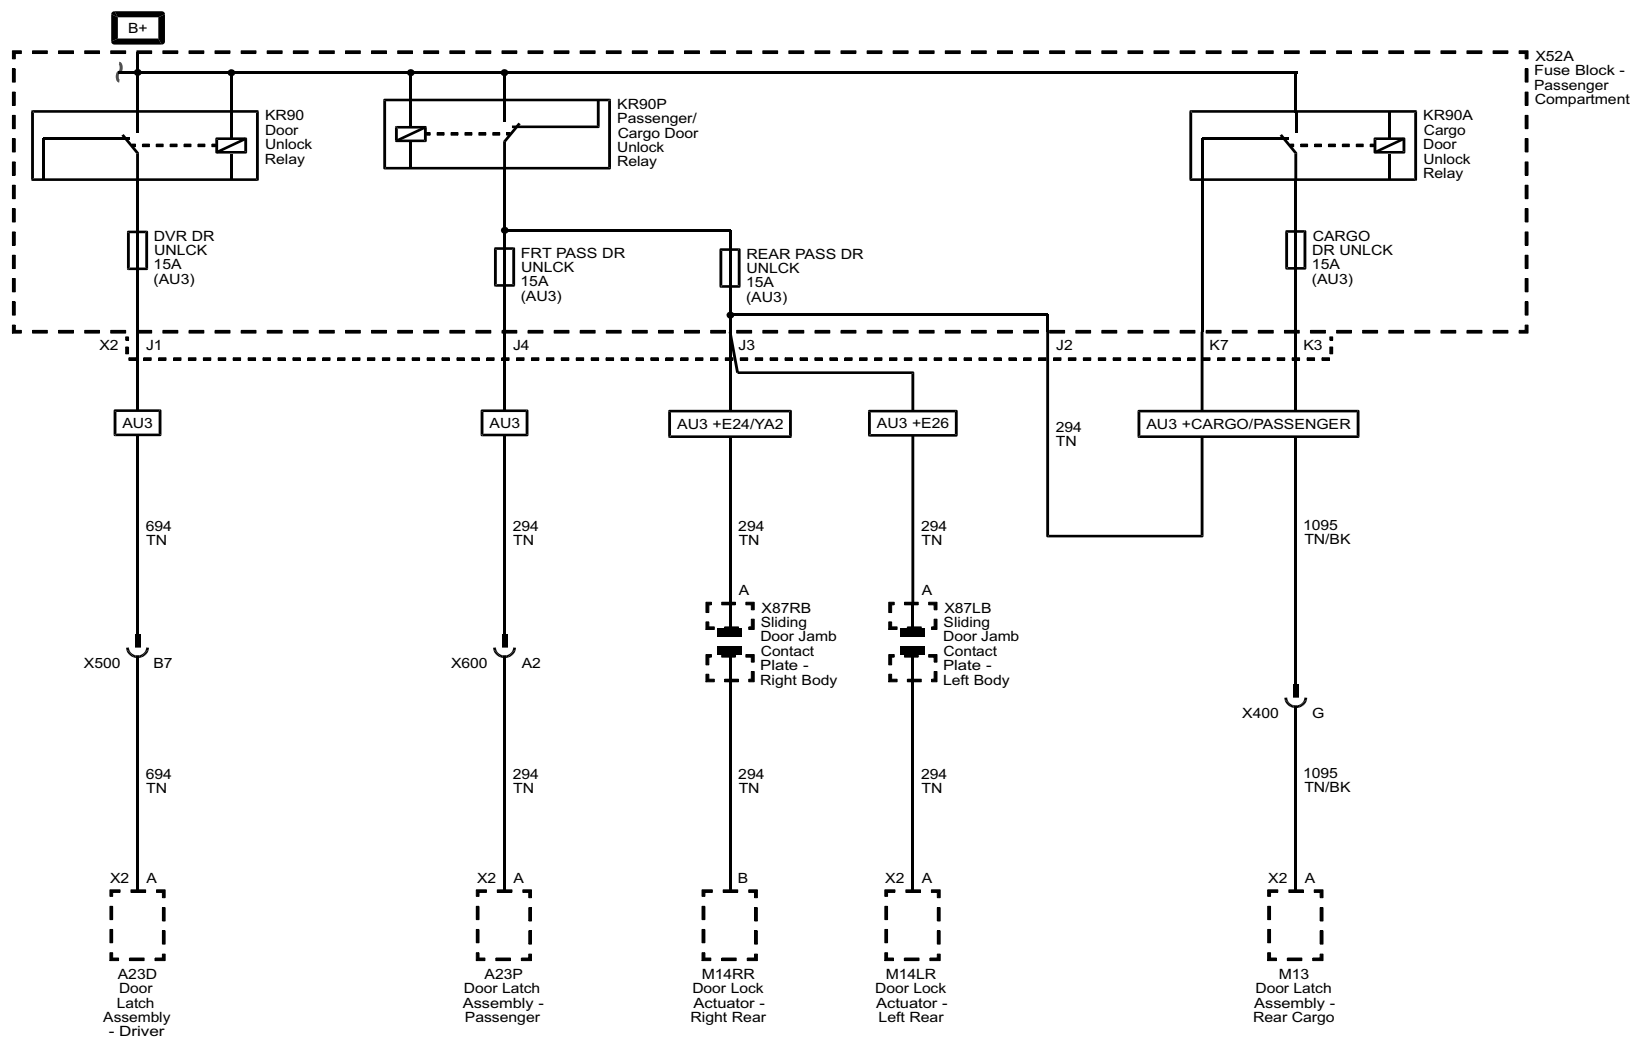 B+
X52A
Fuse Block -
Passenger
Compartment
KR90
Door
Unlock
Relay
KR90P
Passenger/
Cargo Door
Unlock
Relay
KR90A
Cargo
Door
Unlock
Relay
DVR DR
UNLCK
15A
(AU3)
FRT PASS DR
UNLCK
15A
(AU3)
REAR PASS DR
UNLCK
15A
(AU3)
CARGO
DR UNLCK
15A
(AU3)
X2 J1
J4
J3
J2
K7
K3
AU3
AU3
AU3 +E24/YA2
AU3 +E26
AU3 +CARGO/PASSENGER
294
TN
694
TN
294
TN
294
TN
294
TN
1095
TN/BK
A
X87RB
Sliding
Door Jamb
Contact
Plate -
Right Body
A
X87LB
Sliding
Door Jamb
Contact
Plate -
Left Body
X500 B7
X600 A2
X400 G
694
TN
294
TN
294
TN
294
TN
1095
TN/BK
X2 A
X2 A
B
X2 A
X2 A
A23D
Door
Latch
Assembly
- Driver
A23P
Door Latch
Assembly -
Passenger
M14RR
Door Lock
Actuator -
Right Rear
M14LR
Door Lock
Actuator -
Left Rear
M13
Door Latch
Assembly -
Rear Cargo